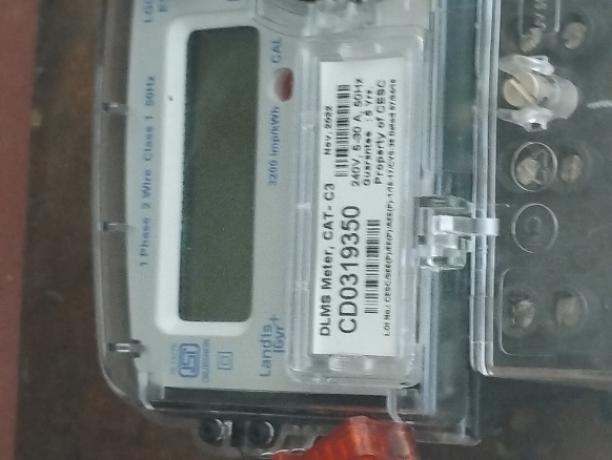 1 Phase 2 Wire Class 1 50Hz
3200 imp/kWh
CAL
Landis
Gyr+
DLMS Meter, CAT- C3
Nov, 2022
CD0319350
240V, 5-30 A, 50Hz
Guarantee : 5 Yrs.
Property of CESC